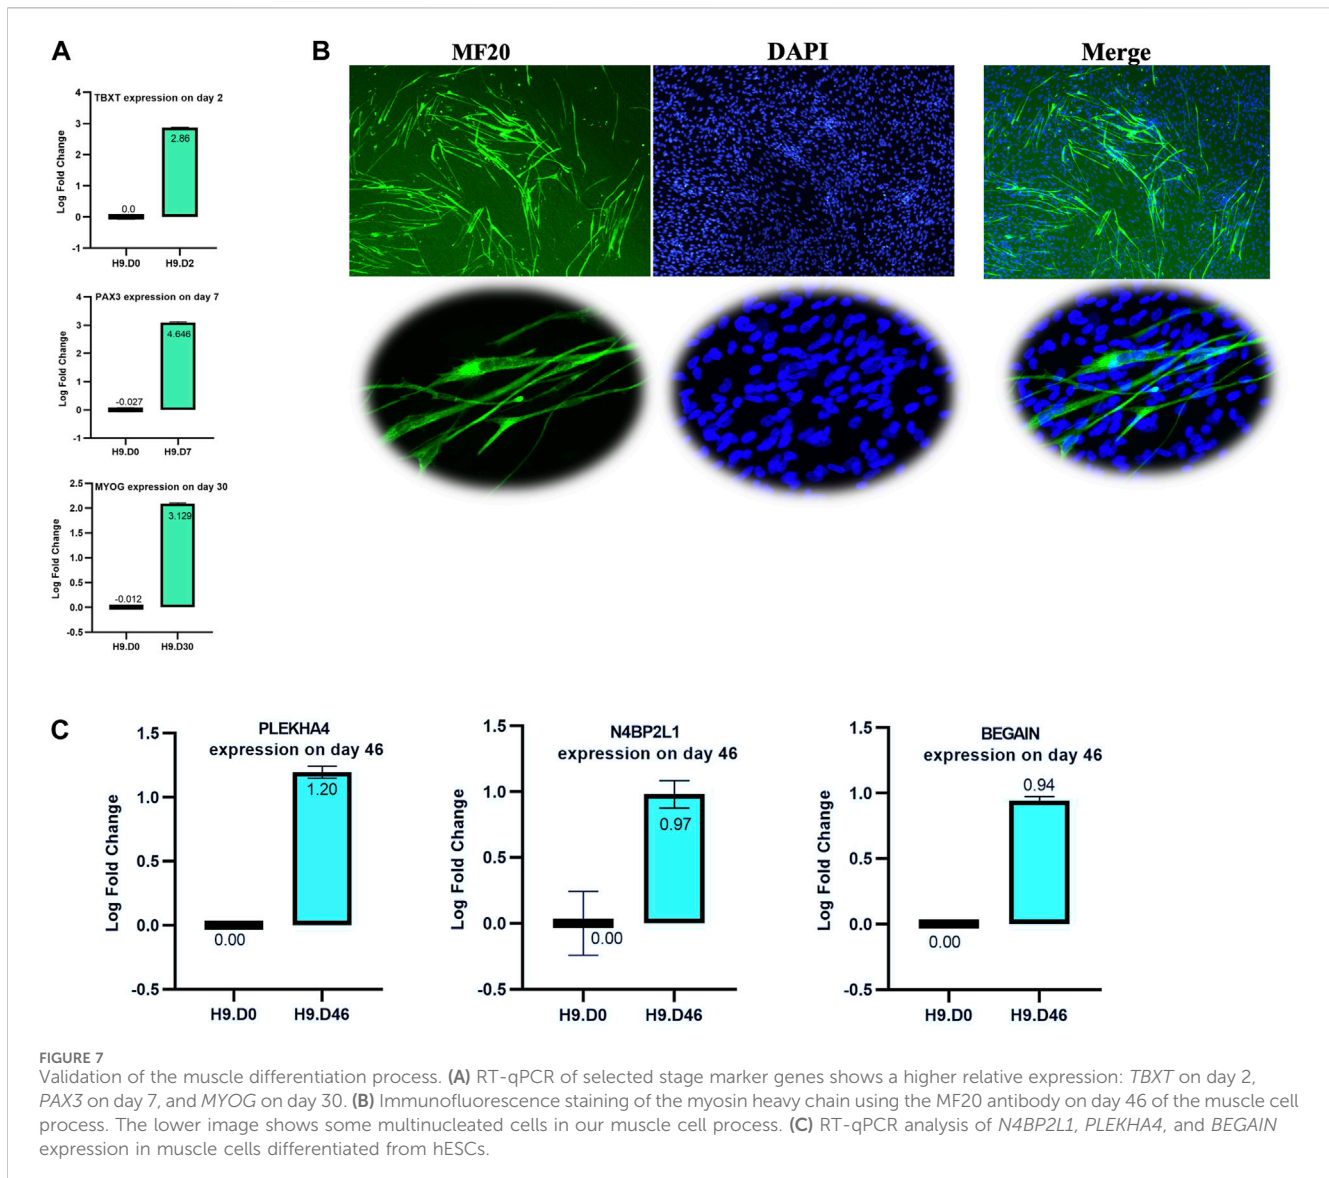 A
TBXT expression on day 2
Log Fold Change
4
3
2
1
0
-1
0.0
2.86
H9.D0 H9.D2
PAX3 expression on day 7
Log Fold Change
4
3
2
1
0
-1
-0.027
4.646
H9.D0 H9.D7
MYOG expression on day 30
Log Fold Change
2.5
2.0
1.5
1.0
0.5
0.0
-0.5
-0.012
3.129
H9.D0 H9.D30
B
MF20 DAPI Merge
C
PLEKHA4
expression on day 46
Log Fold Change
1.5
1.0
0.5
0.0
-0.5
1.20
0.00
H9.D0 H9.D46
N4BP2L1
expression on day 46
Log Fold Change
1.5
1.0
0.5
0.0
-0.5
0.97
0.00
H9.D0 H9.D46
BEGAIN
expression on day 46
Log Fold Change
1.5
1.0
0.5
0.0
-0.5
0.94
0.00
H9.D0 H9.D46
FIGURE 7
Validation of the muscle differentiation process. (A) RT-qPCR of selected stage marker genes shows a higher relative expression: TBXT on day 2,
PAX3 on day 7, and MYOG on day 30. (B) Immunofluorescence staining of the myosin heavy chain using the MF20 antibody on day 46 of the muscle cell
process. The lower image shows some multinucleated cells in our muscle cell process. (C) RT-qPCR analysis of N4BP2L1, PLEKHA4, and BEGAIN
expression in muscle cells differentiated from hESCs.